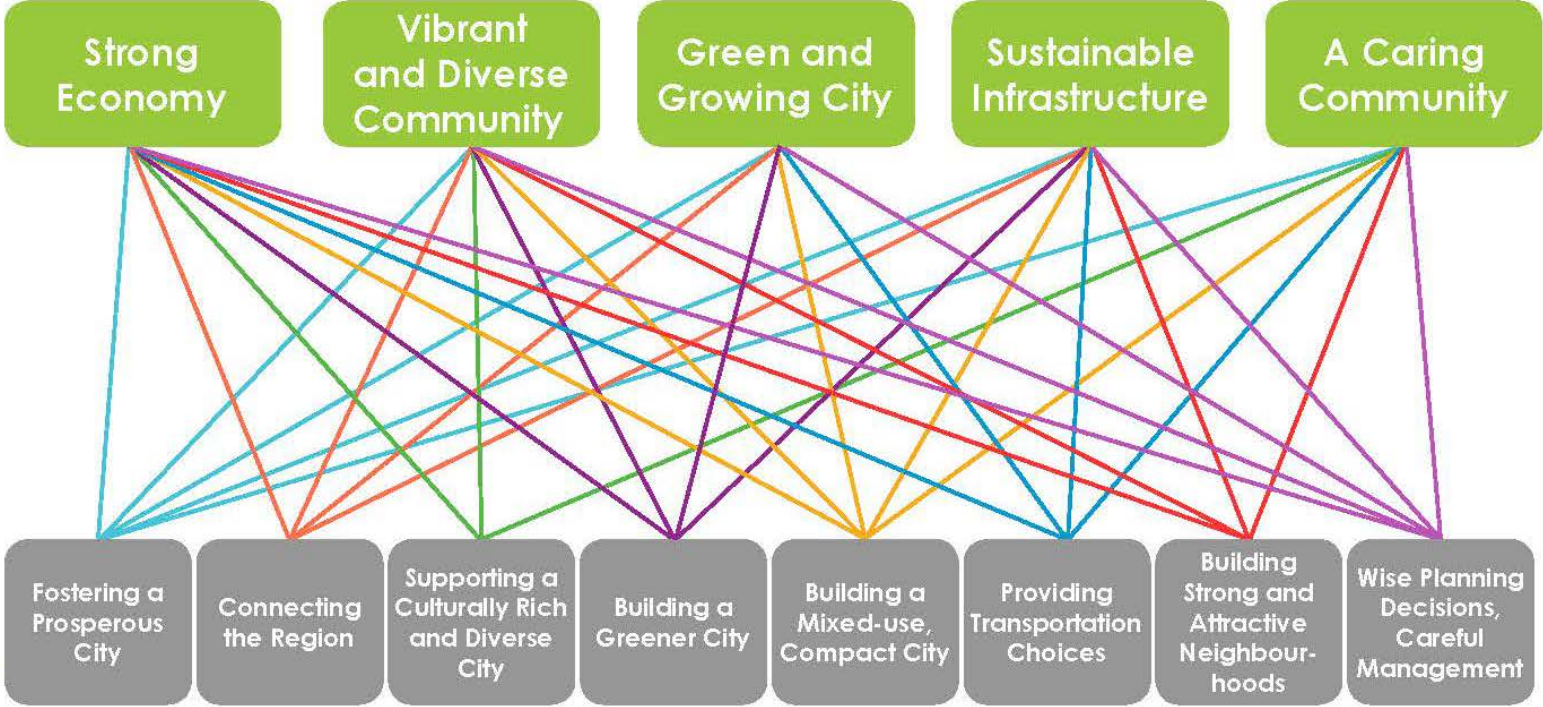 Strong
Economy
Vibrant
and Diverse
Community
Green and
Growing City
Sustainable
Infrastructure
A Caring
Community
Fostering a
Prosperous
City
Connecting
the Region
Supporting a
Culturally Rich
and Diverse
City
Building a
Greener City
Building a
Mixed-use,
Compact City
Providing
Transportation
Choices
Building
Strong and
Attractive
Neighbour-
hoods
Wise Planning
Decisions,
Careful
Management